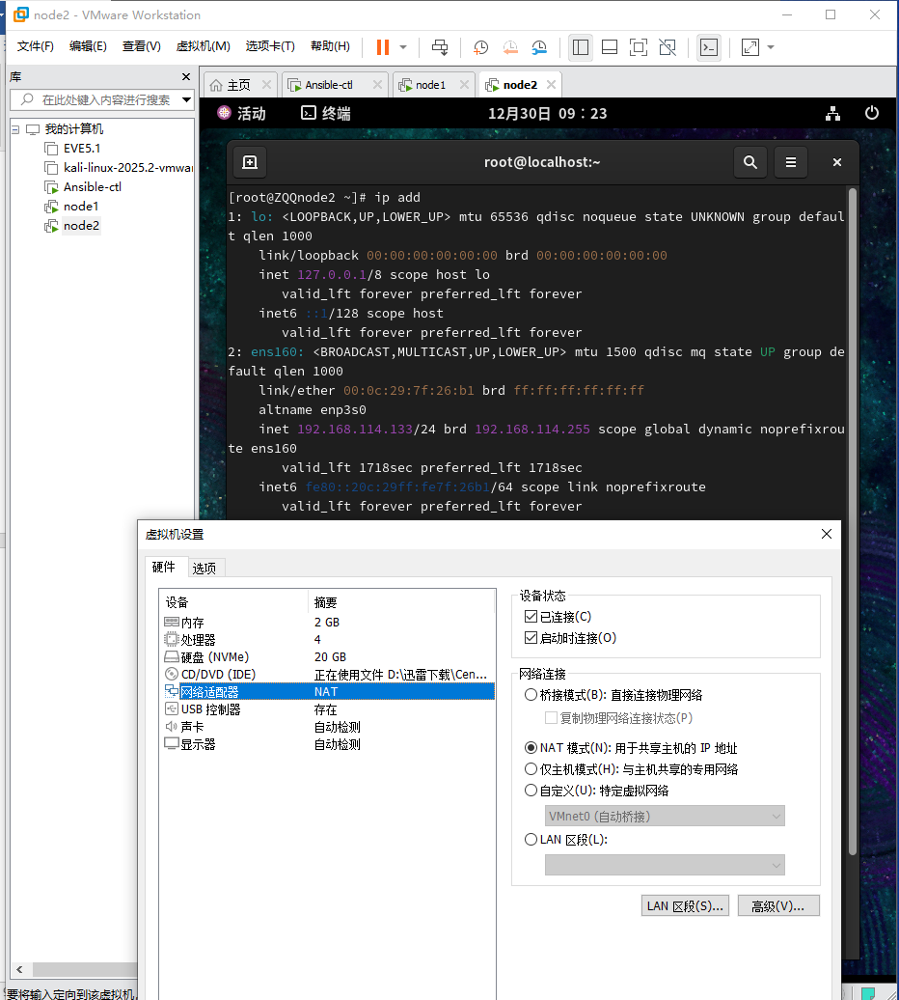 node2 - VMware Workstation
文件(F) 编辑(E) 查看(V) 虚拟机(M) 选项卡(T) 帮助(H)
库
在此处键入内容进行搜索
我的计算机
EVE5.1
kali-linux-2025.2-vmwar
Ansible-ctl
node1
node2
主页 Ansible-ctl node1 node2
活动 终端 12月30日 09：23
root@localhost:~
[root@ZQQnode2 ~]# ip add
1: lo: <LOOPBACK,UP,LOWER_UP> mtu 65536 qdisc noqueue state UNKNOWN group defaul
t qlen 1000
link/loopback 00:00:00:00:00:00 brd 00:00:00:00:00:00
inet 127.0.0.1/8 scope host lo
valid_lft forever preferred_lft forever
inet6 ::1/128 scope host
valid_lft forever preferred_lft forever
2: ens160: <BROADCAST,MULTICAST,UP,LOWER_UP> mtu 1500 qdisc mq state UP group de
fault qlen 1000
link/ether 00:0c:29:7f:26:b1 brd ff:ff:ff:ff:ff:ff
altname enp3s0
inet 192.168.114.133/24 brd 192.168.114.255 scope global dynamic noprefixrou
te ens160
valid_lft 1718sec preferred_lft 1718sec
inet6 fe80::20c:29ff:fe7f:26b1/64 scope link noprefixroute
valid_lft forever preferred_lft forever
虚拟机设置
硬件 选项
设备 摘要
内存 2 GB
处理器 4
硬盘 (NVMe) 20 GB
CD/DVD (IDE) 正在使用文件 D:\迅雷下载\Cen...
网络适配器 NAT
USB 控制器 存在
声卡 自动检测
显示器 自动检测
设备状态
已连接(C)
启动时连接(O)
网络连接
桥接模式(B): 直接连接物理网络
复制物理网络连接状态(P)
NAT 模式(N): 用于共享主机的 IP 地址
仅主机模式(H): 与主机共享的专用网络
自定义(U): 特定虚拟网络
VMnet0 (自动桥接)
LAN 区段(L):
LAN 区段(S)... 高级(V)...
要将输入定向到该虚拟机，